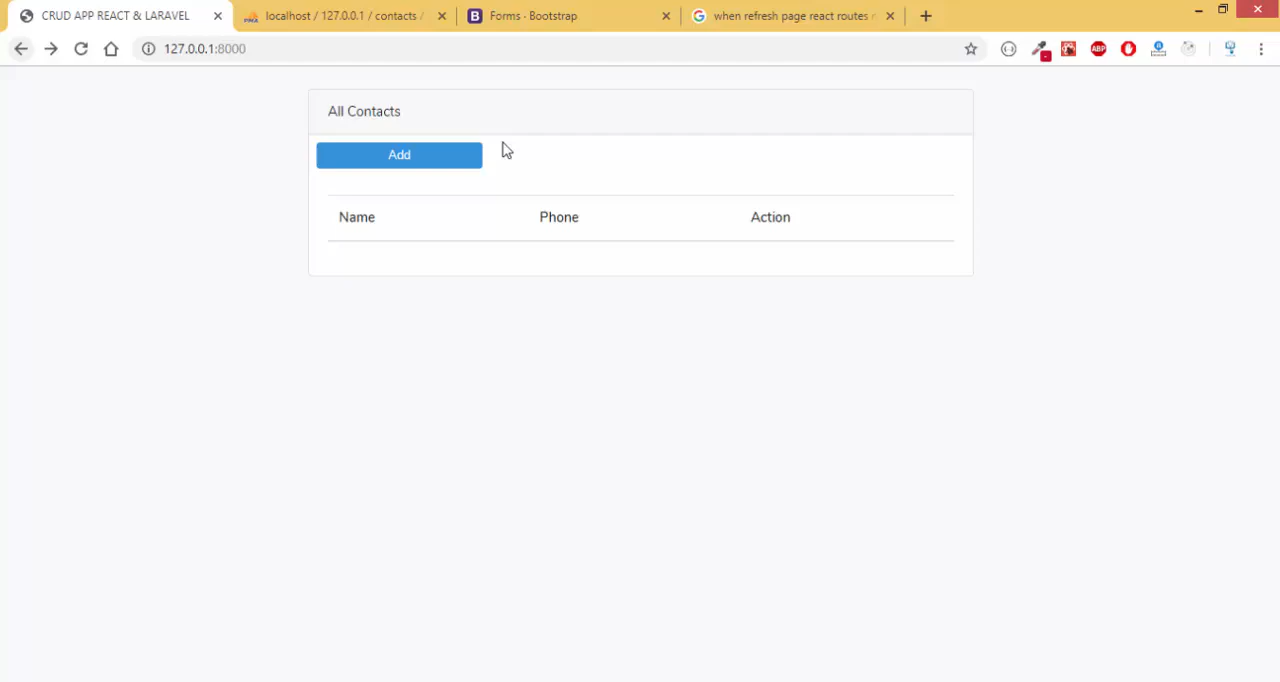 CRUD APP REACT & LARAVEL
localhost / 127.0.0.1 / contacts /
B Forms · Bootstrap
G when refresh page react routes
127.0.0.1:8000
ABP
All Contacts
Add
Name Phone Action